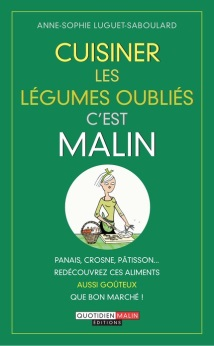 ANNE-SOPHIE LUGUET-SABOULARD
CUISINER
LES
LÉGUMES OUBLIÉS
C'EST
MALIN
PANAIS, CROSNE, PÂTISSON...
REDÉCOUVREZ CES ALIMENTS
AUSSI GOÛTEUX
QUE BON MARCHÉ !
QUOTIDIEN MALIN
ÉDITIONS